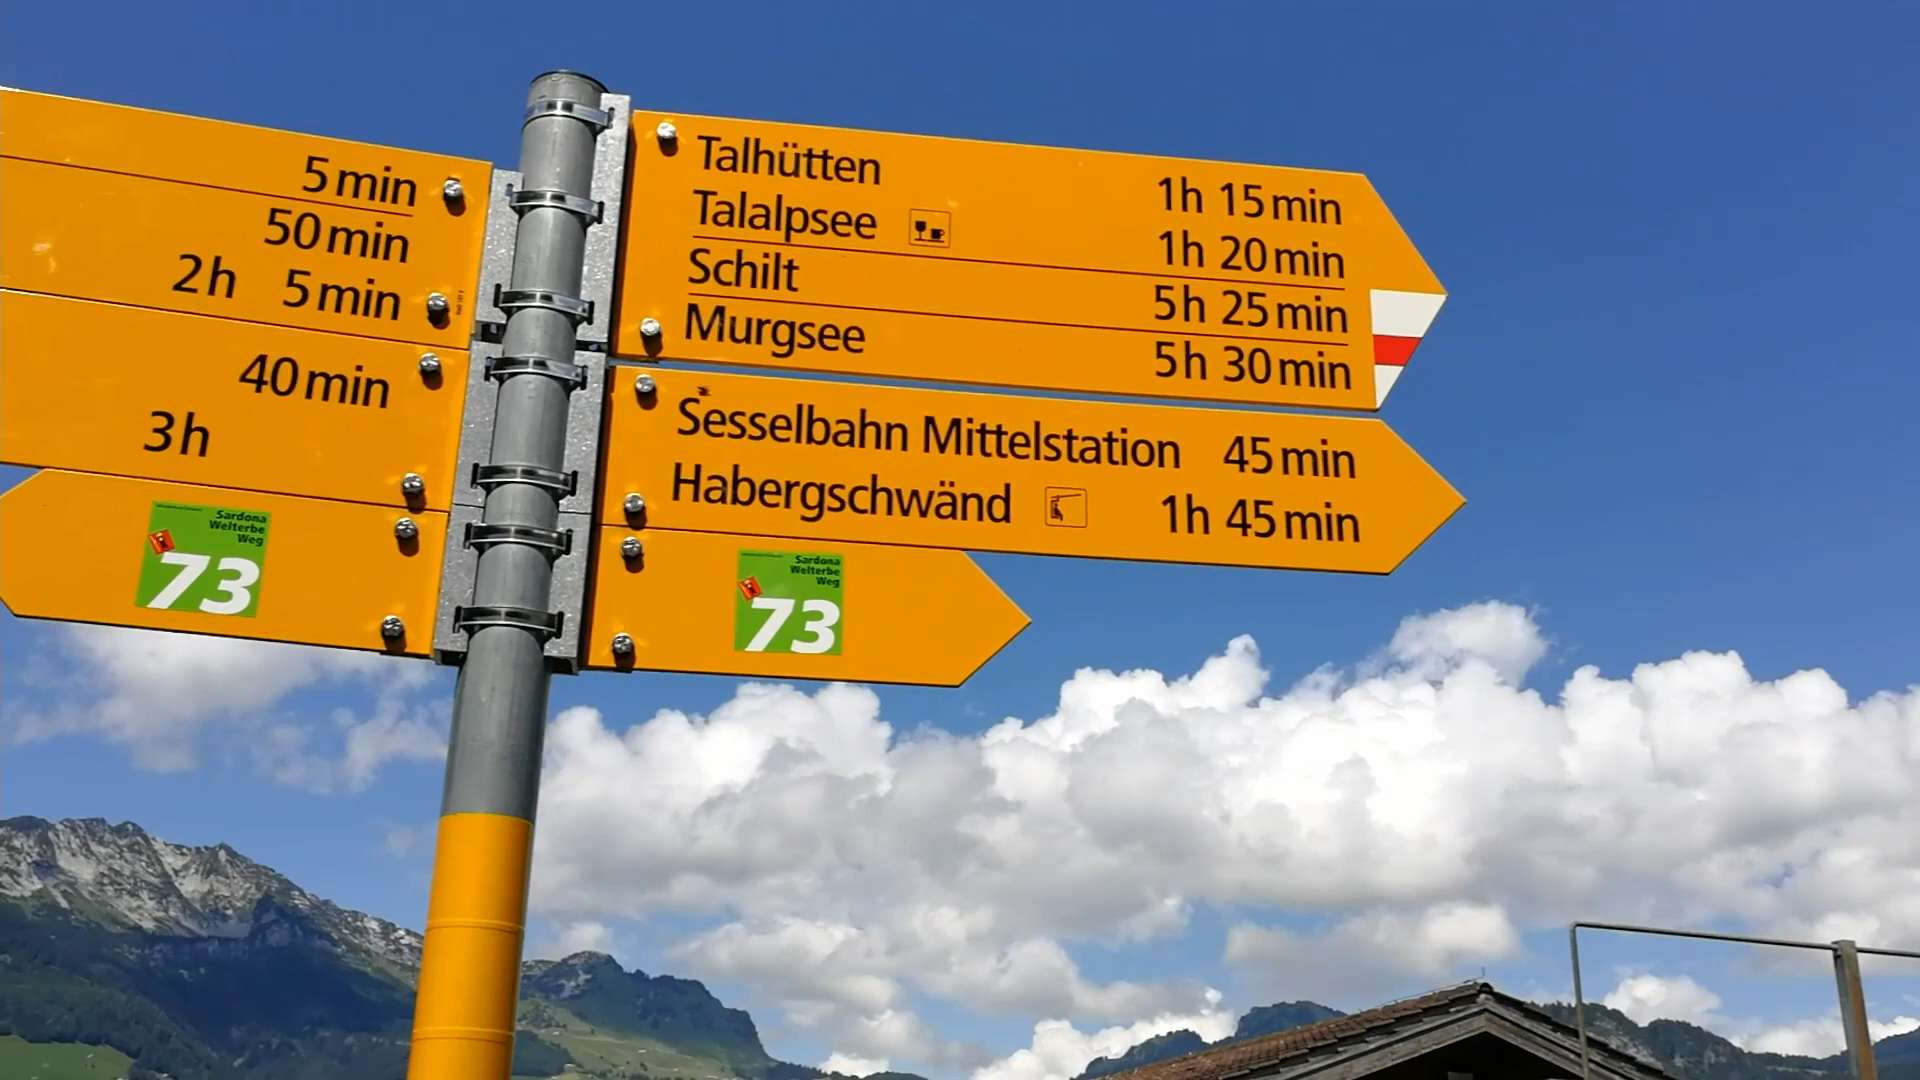 5 min
50 min
2 h 5 min
40 min
3 h
Sardona
Welterbe
Weg
73
Talhütten 1h 15 min
Talalpsee 1h 20 min
Schilt 5h 25 min
Murgsee 5h 30 min
Sesselbahn Mittelstation 45 min
Habergschwänd 1h 45 min
Sardona
Welterbe
Weg
73